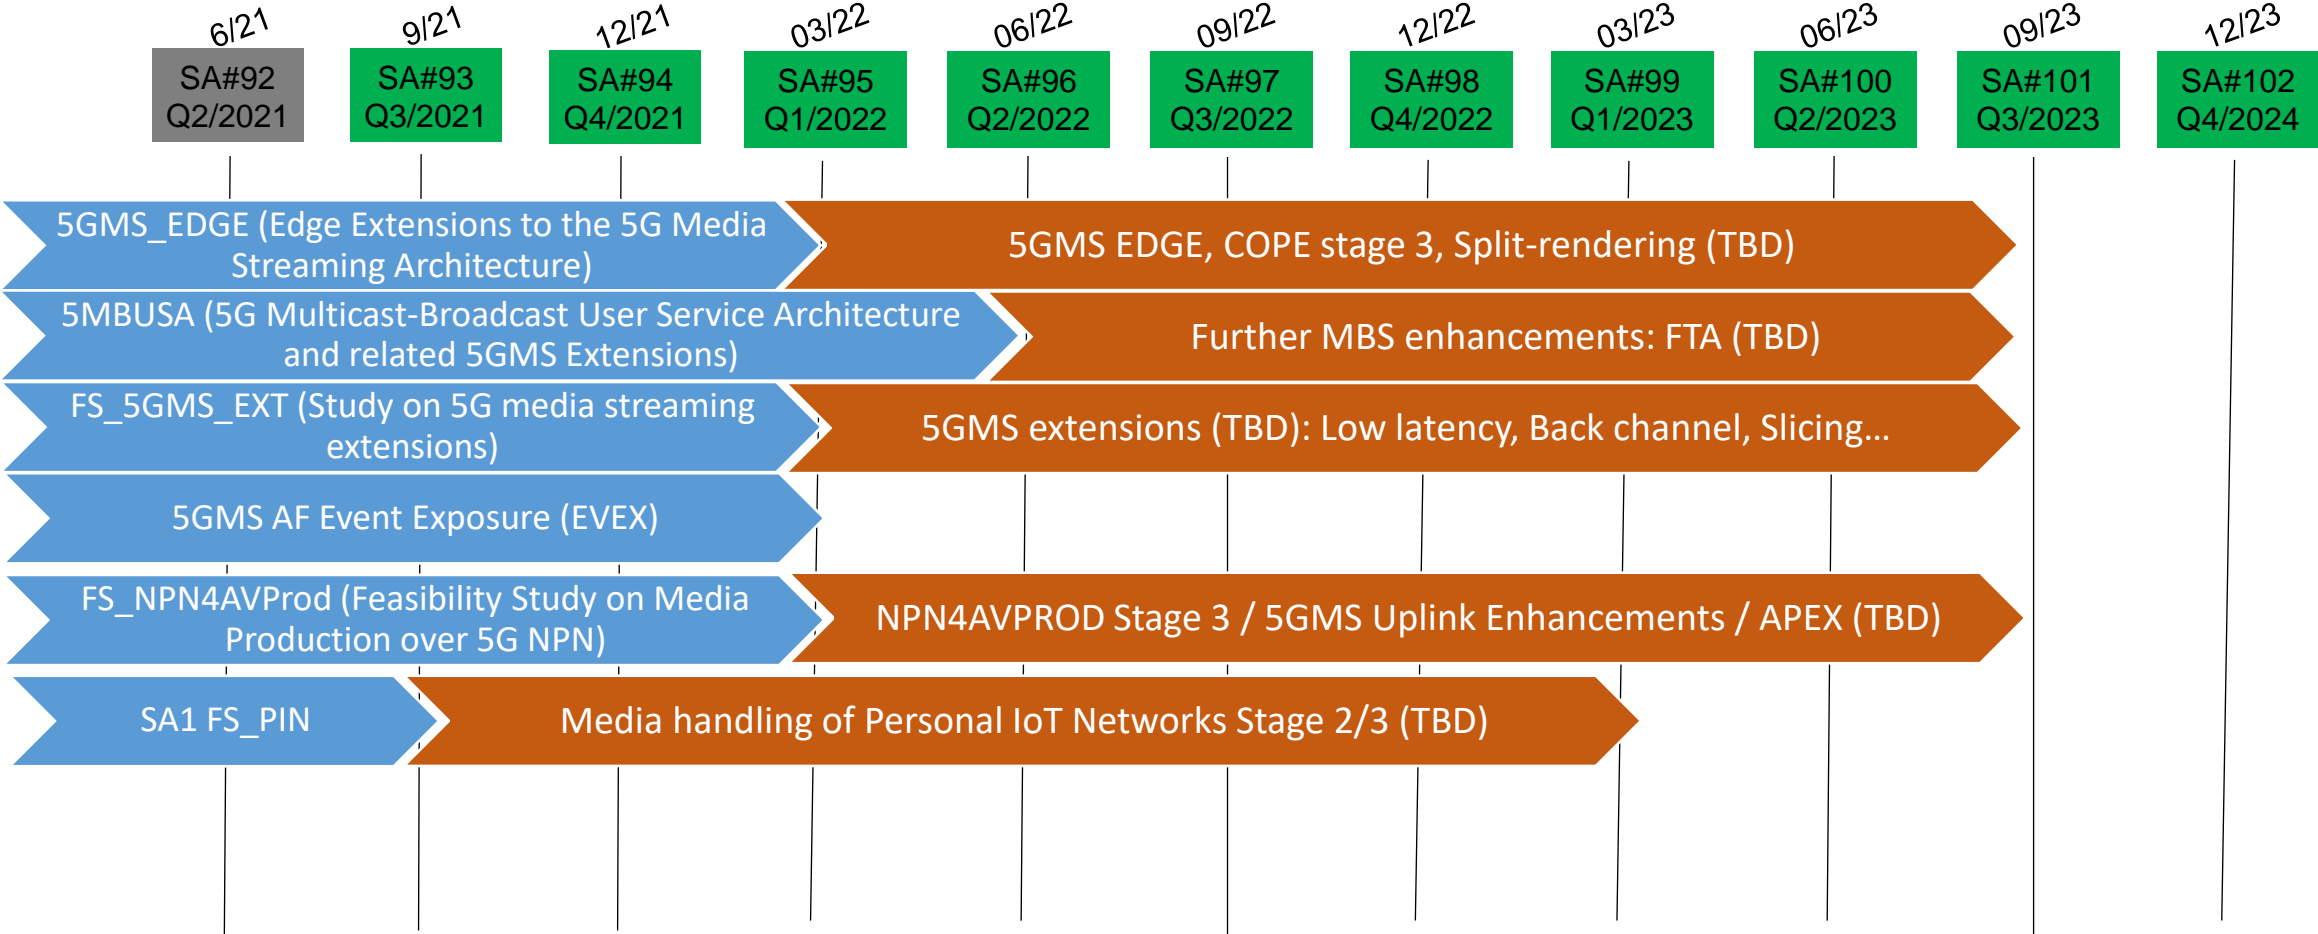 6/21
9/21
12/21
03/22
06/22
09/22
12/22
03/23
06/23
09/23
12/23
SA#92
Q2/2021
SA#93
Q3/2021
SA#94
Q4/2021
SA#95
Q1/2022
SA#96
Q2/2022
SA#97
Q3/2022
SA#98
Q4/2022
SA#99
Q1/2023
SA#100
Q2/2023
SA#101
Q3/2023
SA#102
Q4/2024
5GMS_EDGE (Edge Extensions to the 5G Media
Streaming Architecture)
5GMS EDGE, COPE stage 3, Split-rendering (TBD)
5MBUSA (5G Multicast-Broadcast User Service Architecture
and related 5GMS Extensions)
Further MBS enhancements: FTA (TBD)
FS_5GMS_EXT (Study on 5G media streaming
extensions)
5GMS extensions (TBD): Low latency, Back channel, Slicing...
5GMS AF Event Exposure (EVEX)
FS_NPN4AVProd (Feasibility Study on Media
Production over 5G NPN)
NPN4AVPROD Stage 3 / 5GMS Uplink Enhancements / APEX (TBD)
SA1 FS_PIN
Media handling of Personal IoT Networks Stage 2/3 (TBD)